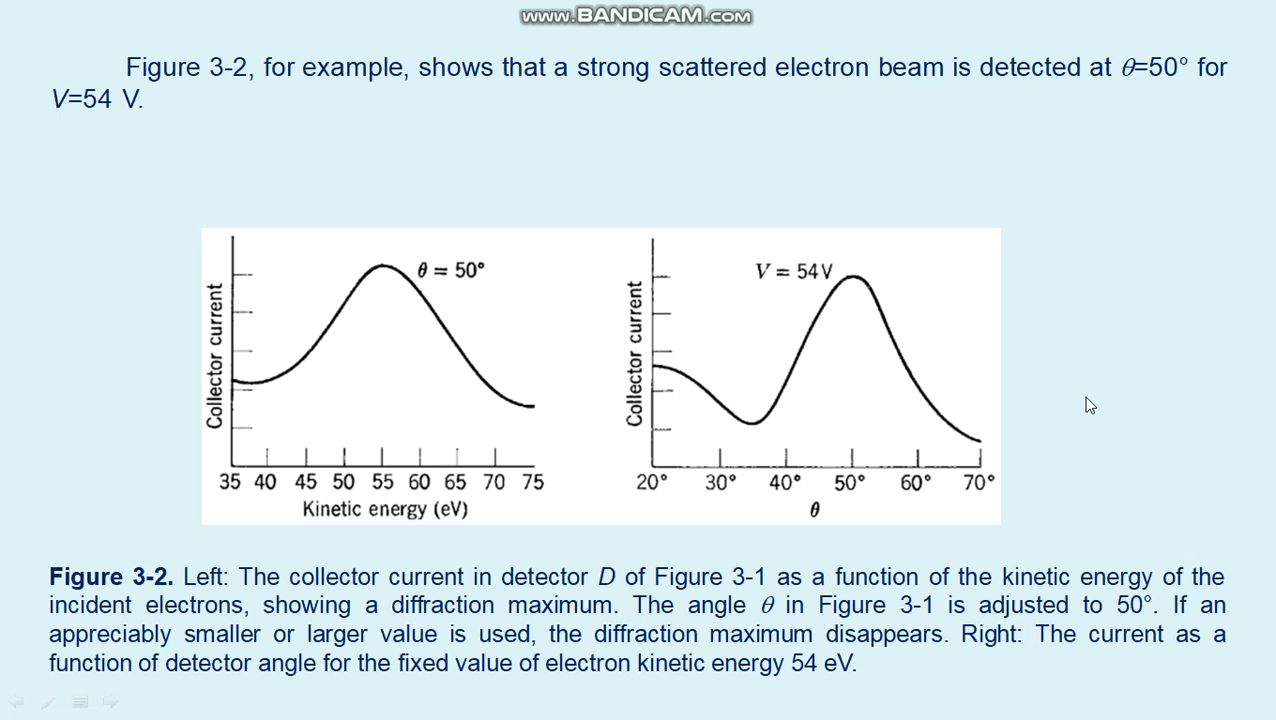 www.BANDICAM.com
Figure 3-2, for example, shows that a strong scattered electron beam is detected at θ=50° for
V=54 V.
θ = 50°
Collector current
35 40 45 50 55 60 65 70 75
Kinetic energy (eV)
V = 54V
Collector current
20° 30° 40° 50° 60° 70°
θ
Figure 3-2. Left: The collector current in detector D of Figure 3-1 as a function of the kinetic energy of the
incident electrons, showing a diffraction maximum. The angle θ in Figure 3-1 is adjusted to 50°. If an
appreciably smaller or larger value is used, the diffraction maximum disappears. Right: The current as a
function of detector angle for the fixed value of electron kinetic energy 54 eV.